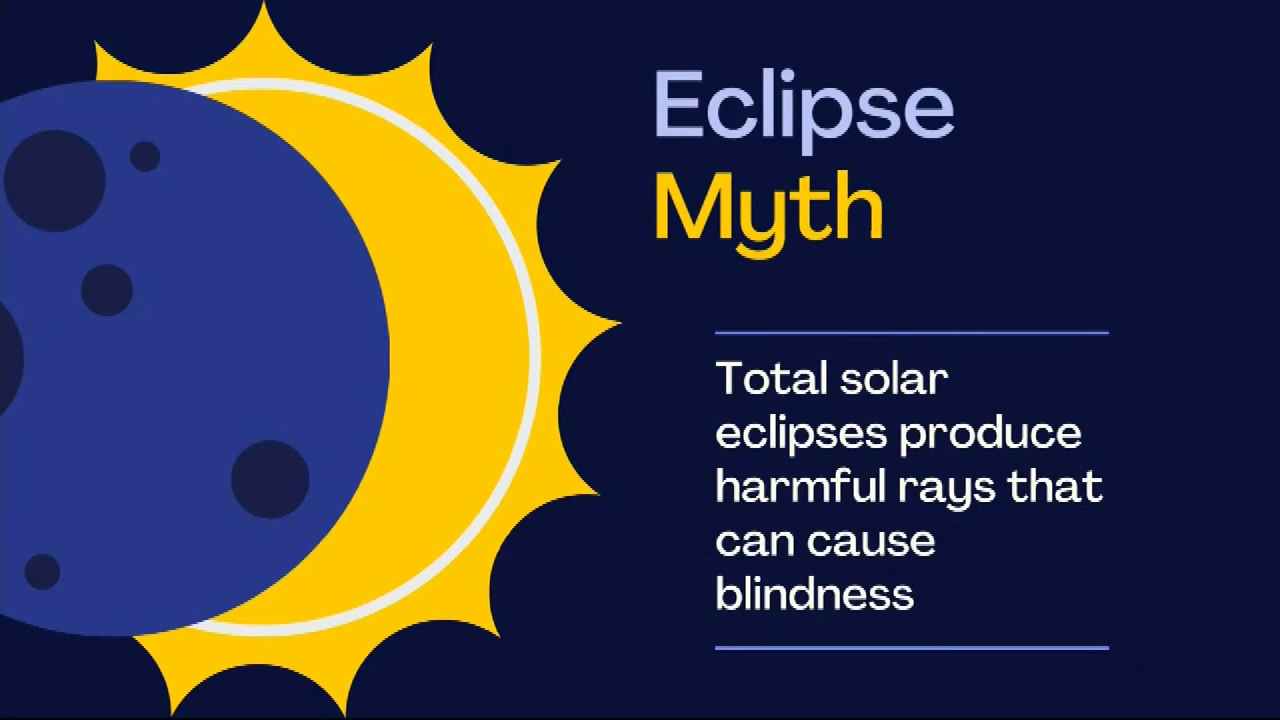 Eclipse
Myth
Total solar
eclipses produce
harmful rays that
can cause
blindness